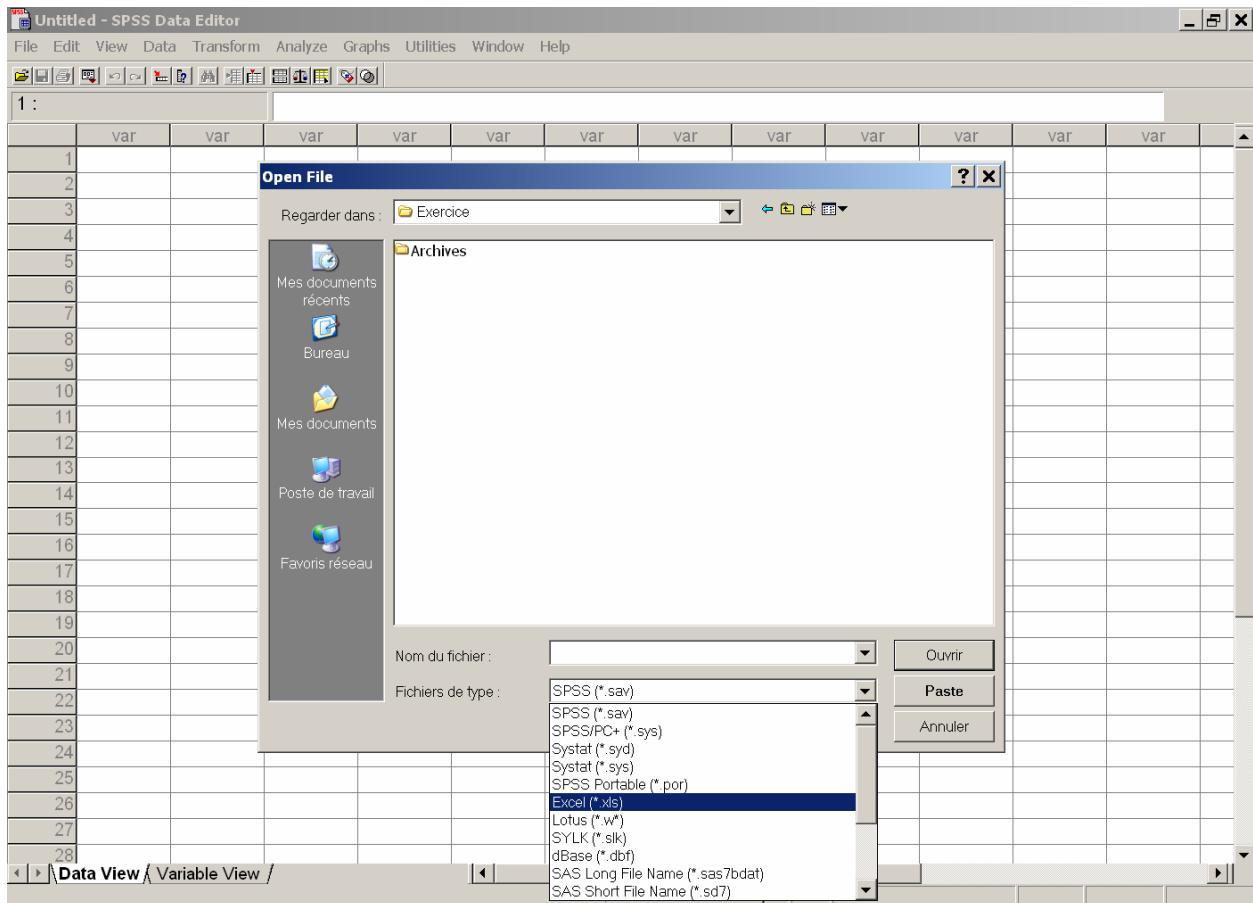 Untitled - SPSS Data Editor
File Edit View Data Transform Analyze Graphs Utilities Window Help
1 :
var var var var var var var var var var var var
1
2
3
4
5
6
7
8
9
10
11
12
13
14
15
16
17
18
19
20
21
22
23
24
25
26
27
28
Open File
Regarder dans : Exercice
Archives
Mes documents
récents
Bureau
Mes documents
Poste de travail
Favoris réseau
Nom du fichier : Ouvrir
Fichiers de type : SPSS (*.sav) Paste
Annuler
SPSS (*.sav)
SPSS/PC+ (*.sys)
Systat (*.syd)
Systat (*.sys)
SPSS Portable (*.por)
Excel (*.xls)
Lotus (*.w*)
SYLK (*.slk)
dBase (*.dbf)
SAS Long File Name (*.sas7bdat)
SAS Short File Name (*.sd7)
Data View Variable View